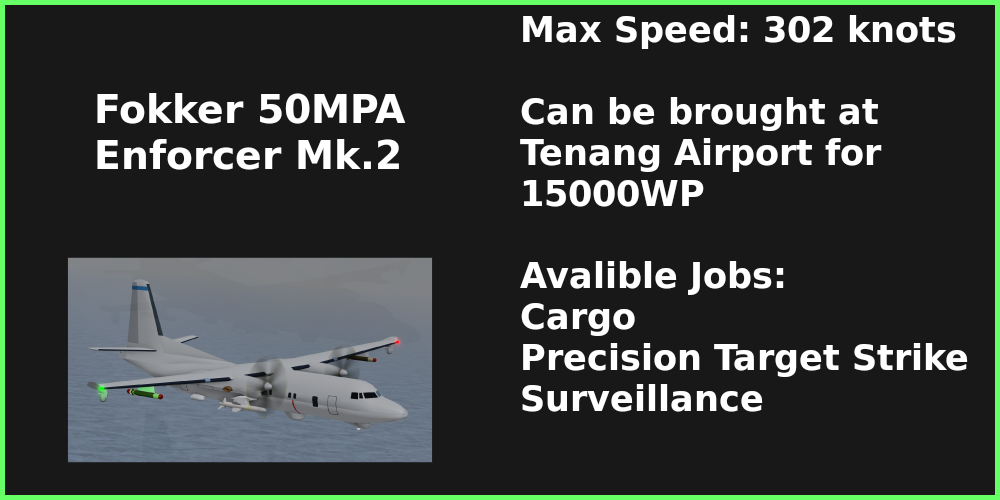 Fokker 50MPA
Enforcer Mk.2
Max Speed: 302 knots
Can be brought at
Tenang Airport for
15000WP
Avalible Jobs:
Cargo
Precision Target Strike
Surveillance